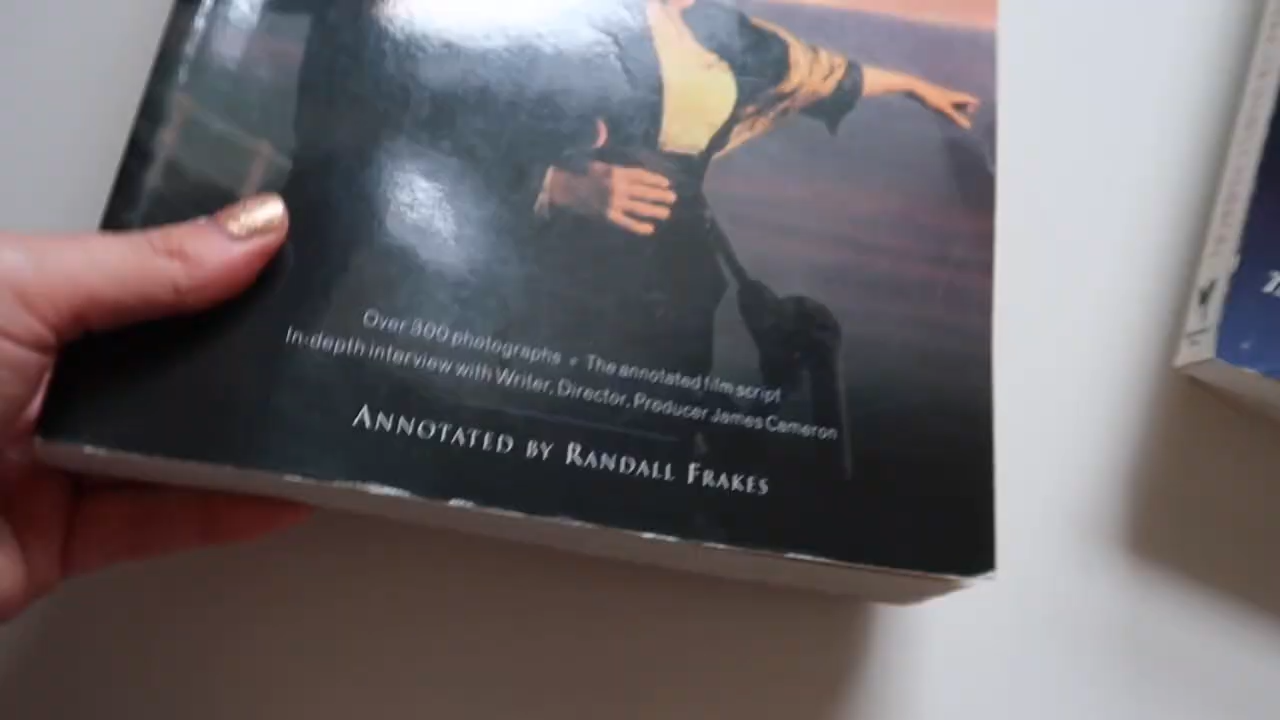 Over 300 photographs • The annotated film script
In-depth interview with Writer, Director, Producer James Cameron
ANNOTATED BY RANDALL FRAKES